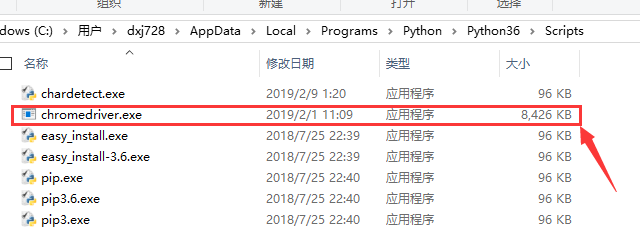 组织 新建 打开 选择
dows (C:) > 用户 > dxj728 > AppData > Local > Programs > Python > Python36 > Scripts
名称 修改日期 类型 大小
chardetect.exe 2019/2/9 1:20 应用程序 96 KB
chromedriver.exe 2019/2/1 11:09 应用程序 8,426 KB
easy_install.exe 2018/7/25 22:39 应用程序 96 KB
easy_install-3.6.exe 2018/7/25 22:39 应用程序 96 KB
pip.exe 2018/7/25 22:40 应用程序 96 KB
pip3.6.exe 2018/7/25 22:40 应用程序 96 KB
pip3.exe 2018/7/25 22:40 应用程序 96 KB